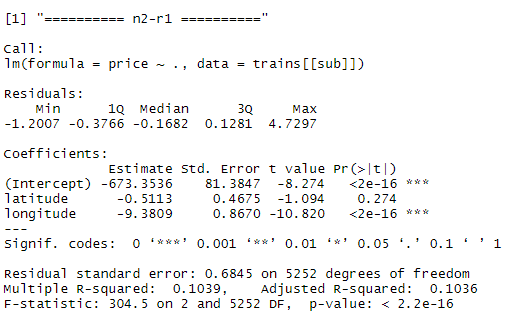 [1] "========== n2-r1 =========="
Call:
lm(formula = price ~ ., data = trains[[sub]])
Residuals:
    Min      1Q  Median      3Q     Max
-1.2007 -0.3766 -0.1682  0.1281  4.7297
Coefficients:
             Estimate Std. Error t value Pr(>|t|)
(Intercept) -673.3536    81.3847  -8.274   <2e-16 ***
latitude      -0.5113     0.4675  -1.094    0.274
longitude     -9.3809     0.8670 -10.820   <2e-16 ***
---
Signif. codes:  0 ‘***’ 0.001 ‘**’ 0.01 ‘*’ 0.05 ‘.’ 0.1 ‘ ’ 1
Residual standard error: 0.6845 on 5252 degrees of freedom
Multiple R-squared:  0.1039,    Adjusted R-squared:  0.1036
F-statistic: 304.5 on 2 and 5252 DF,  p-value: < 2.2e-16